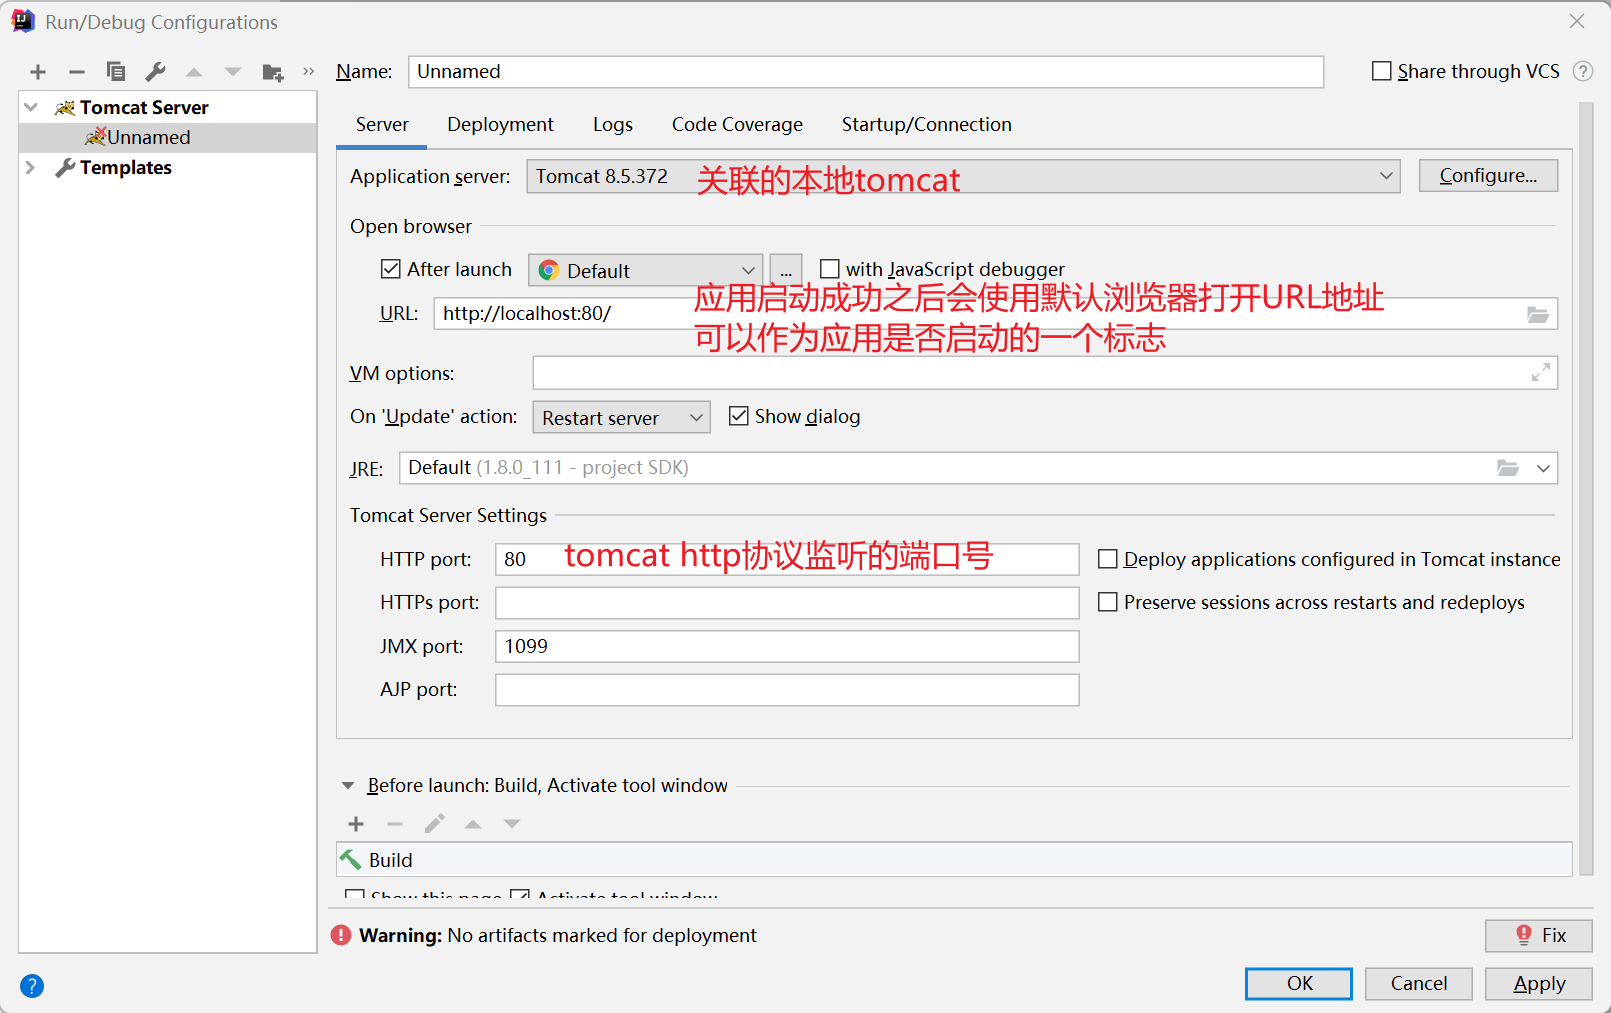 Run/Debug Configurations
Name: Unnamed
Share through VCS
Tomcat Server
Unnamed
Templates
Server Deployment Logs Code Coverage Startup/Connection
Application server: Tomcat 8.5.372 关联的本地tomcat Configure...
Open browser
After launch Default ... with JavaScript debugger
应用启动成功之后会使用默认浏览器打开URL地址
URL: http://localhost:80/
可以作为应用是否启动的一个标志
VM options:
On 'Update' action: Restart server Show dialog
JRE: Default (1.8.0_111 - project SDK)
Tomcat Server Settings
HTTP port: 80 tomcat http协议监听的端口号 Deploy applications configured in Tomcat instance
HTTPs port: Preserve sessions across restarts and redeploys
JMX port: 1099
AJP port:
Before launch: Build, Activate tool window
Build
Show this page Activate tool window
Warning: No artifacts marked for deployment Fix
OK Cancel Apply